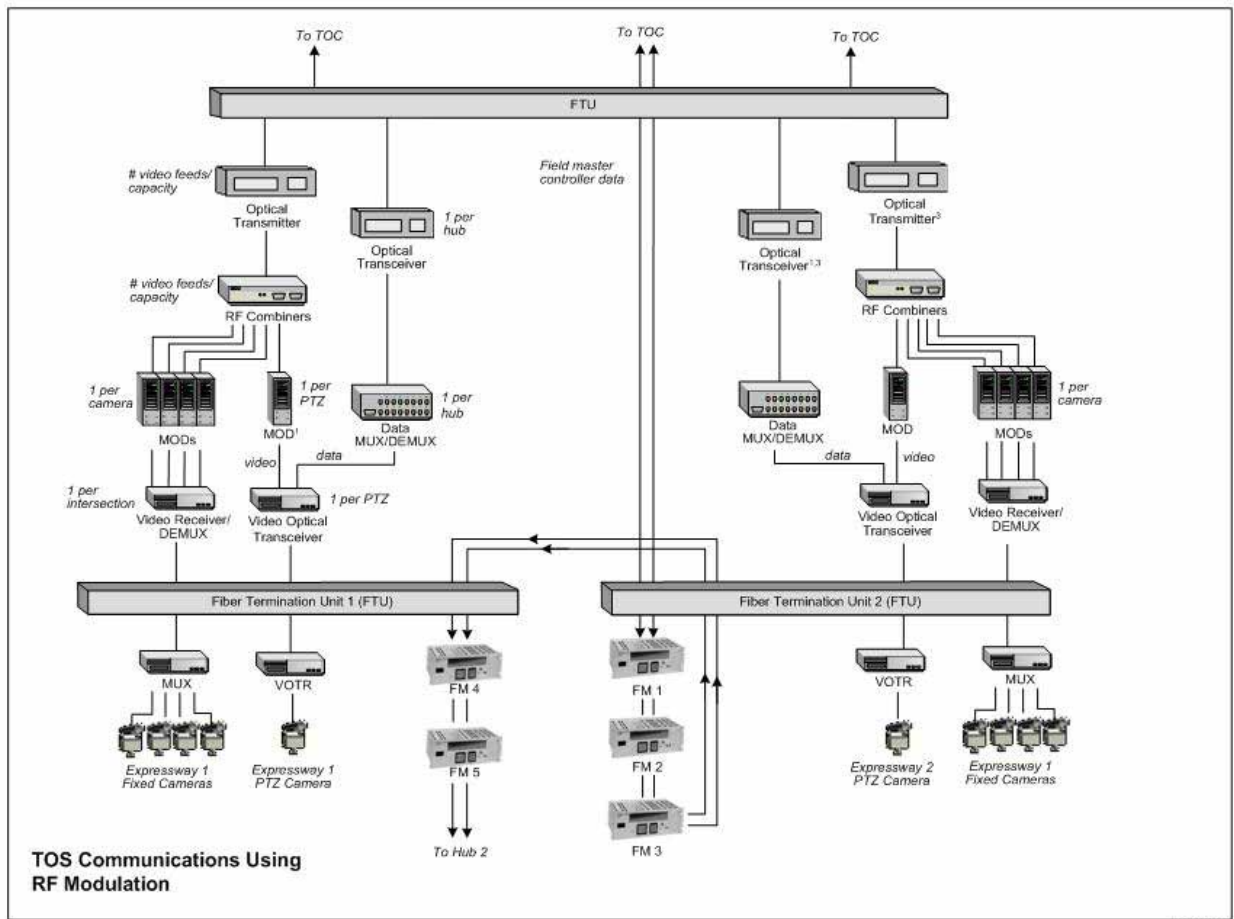 To TOC
To TOC
To TOC
FTU
# video feeds/
capacity
Optical
Transmitter
1 per
hub
Optical
Transceiver
Field master
controller data
Optical
Transceiver1,3
Optical
Transmitter3
# video feeds/
capacity
RF Combiners
RF Combiners
1 per
camera
MODs
1 per
PTZ
MOD1
1 per
hub
Data
MUX/DEMUX
Data
MUX/DEMUX
MOD
1 per
camera
MODs
video
data
data
video
1 per
intersection
Video Receiver/
DEMUX
1 per PTZ
Video Optical
Transceiver
Video Optical
Transceiver
Video Receiver/
DEMUX
Fiber Termination Unit 1 (FTU)
Fiber Termination Unit 2 (FTU)
MUX
VOTR
FM 4
FM 1
VOTR
MUX
Expressway 1
Fixed Cameras
Expressway 1
PTZ Camera
FM 5
FM 2
Expressway 2
PTZ Camera
Expressway 1
Fixed Cameras
To Hub 2
FM 3
TOS Communications Using
RF Modulation